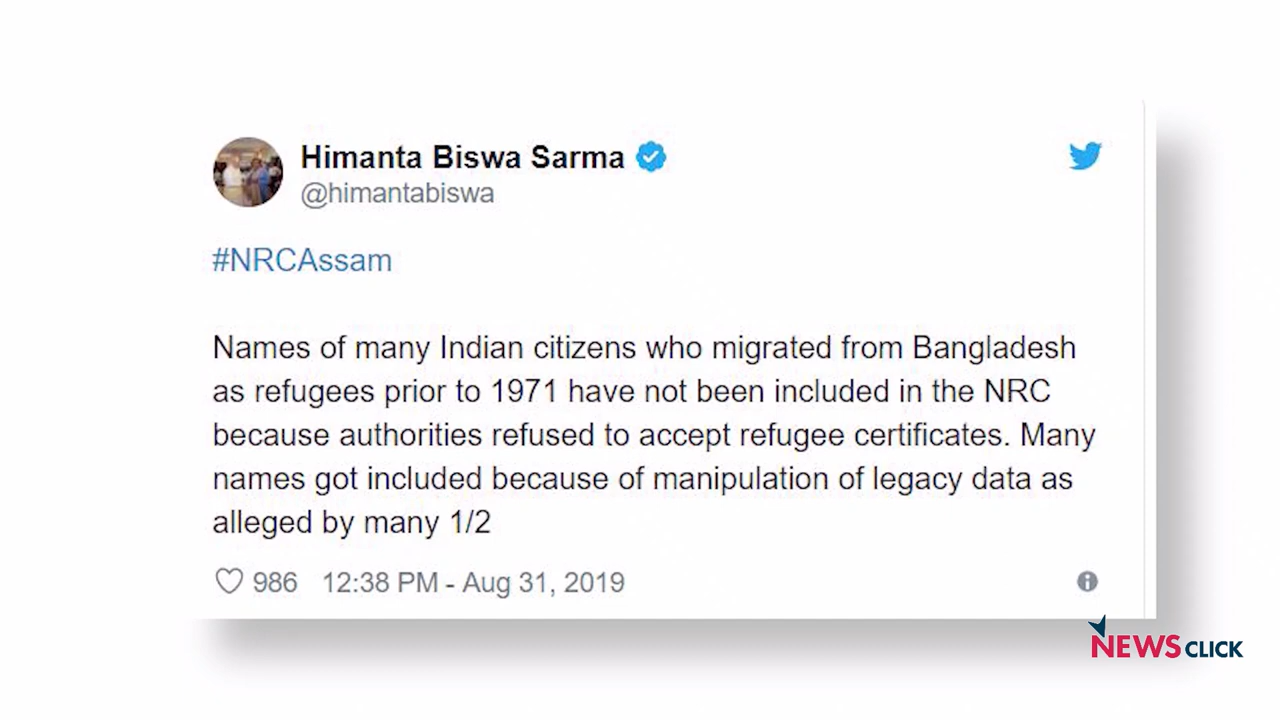 Himanta Biswa Sarma
@himantabiswa
#NRCAssam
Names of many Indian citizens who migrated from Bangladesh
as refugees prior to 1971 have not been included in the NRC
because authorities refused to accept refugee certificates. Many
names got included because of manipulation of legacy data as
alleged by many 1/2
986 12:38 PM - Aug 31, 2019
NEWSCLICK